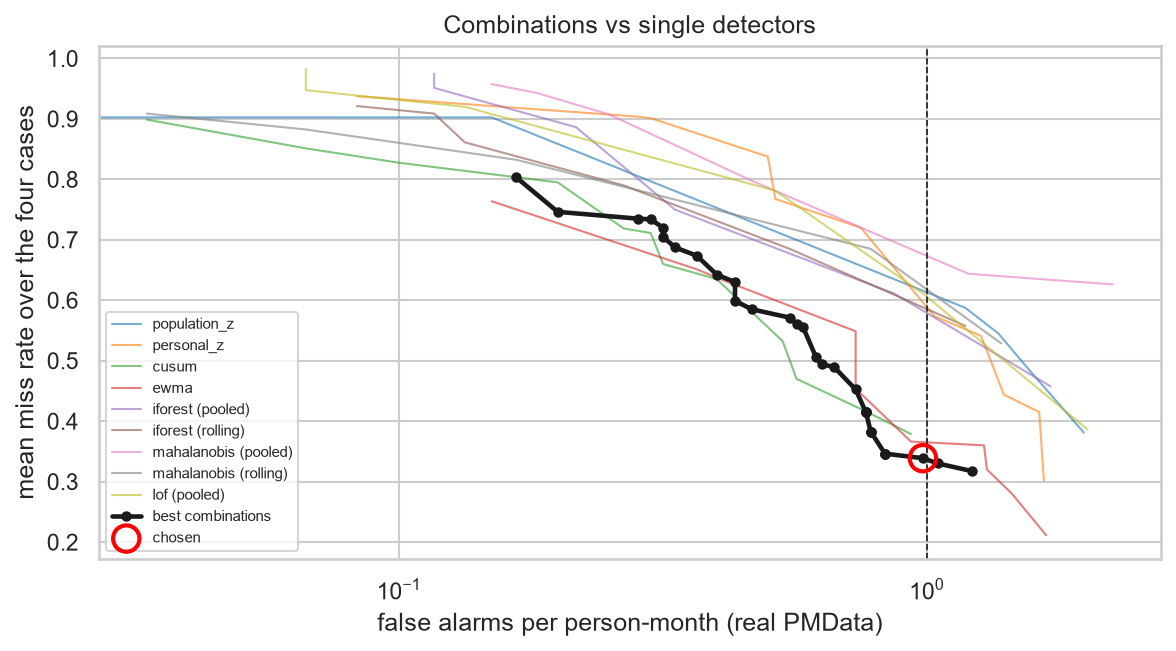 Combinations vs single detectors
mean miss rate over the four cases
1.0
0.9
0.8
0.7
0.6
0.5
0.4
0.3
0.2
population_z
personal_z
cusum
ewma
iforest (pooled)
iforest (rolling)
mahalanobis (pooled)
mahalanobis (rolling)
lof (pooled)
best combinations
chosen
10⁻¹
10⁰
false alarms per person-month (real PMData)